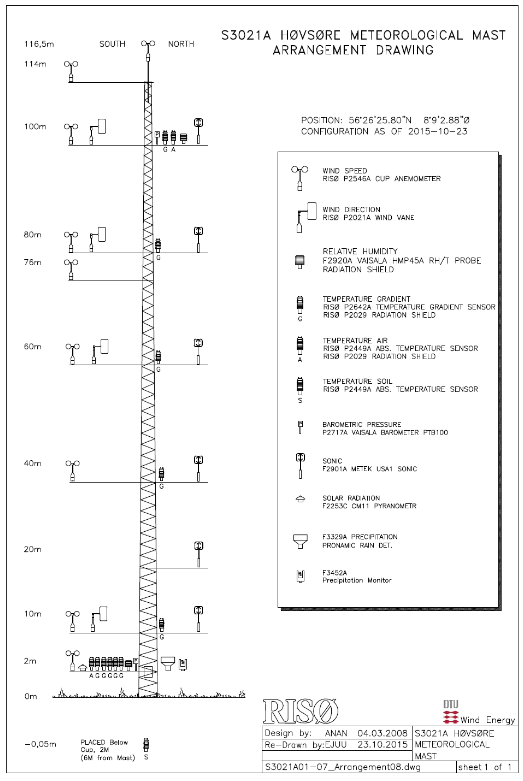 S3021A HØVSØRE METEOROLOGICAL MAST
ARRANGEMENT DRAWING
116,5m SOUTH NORTH
114m
100m
G A
80m
G
76m
60m
G
40m
G
20m
10m
G
2m
A G G G G G
0m
-0,05m
PLACED Below
Cup, 2M
(6M from Mast)
S
POSITION: 56°26'25.80"N 8°9'2.88"Ø
CONFIGURATION AS OF 2015-10-23
WIND SPEED
RISØ P2546A CUP ANEMOMETER
WIND DIRECTION
RISØ P2021A WIND VANE
RELATIVE HUMIDITY
F2920A VAISALA HMP45A RH/T PROBE
RADIATION SHIELD
TEMPERATURE GRADIENT
RISØ P2642A TEMPERATURE GRADIENT SENSOR
RISØ P2029 RADIATION SHIELD
G
TEMPERATURE AIR
RISØ P2449A ABS. TEMPERATURE SENSOR
RISØ P2029 RADIATION SHIELD
A
TEMPERATURE SOIL
RISØ P2449A ABS. TEMPERATURE SENSOR
S
BAROMETRIC PRESSURE
P2717A VAISALA BAROMETER PTB100
SONIC
F2901A METEK USA1 SONIC
SOLAR RADIATION
F2253C CM11 PYRANOMETR
F3329A PRECIPITATION
PRONAMIC RAIN DET.
F3452A
Precipitation Monitor
RISØ
DTU
Wind Energy
Design by: ANAN 04.03.2008
Re-Drawn by: EJUU 23.10.2015
S3021A HØVSØRE
METEOROLOGICAL
MAST
S3021A01-07_Arrangement08.dwg
sheet 1 of 1